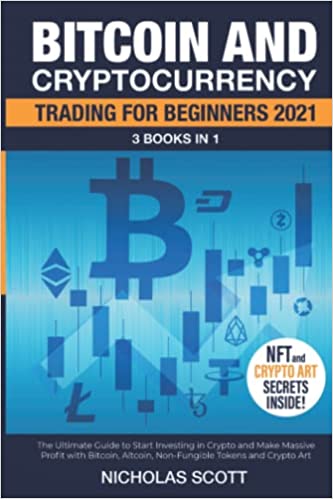 BITCOIN AND
CRYPTOCURRENCY
TRADING FOR BEGINNERS 2021
3 BOOKS IN 1
NFT and
CRYPTO ART
SECRETS
INSIDE!
The Ultimate Guide to Start Investing in Crypto and Make Massive
Profit with Bitcoin, Altcoin, Non-Fungible Tokens and Crypto Art
NICHOLAS SCOTT